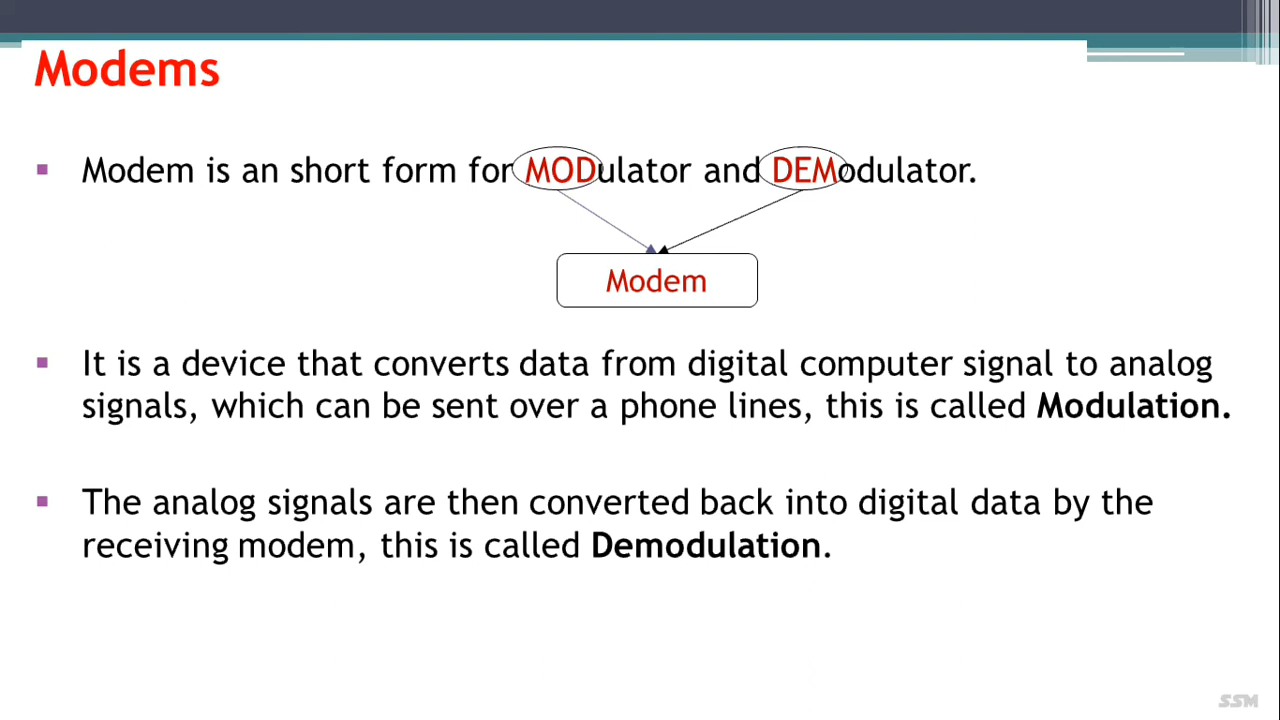 Modems
▪ Modem is an short form for MODulator and DEModulator.
Modem
▪ It is a device that converts data from digital computer signal to analog
signals, which can be sent over a phone lines, this is called Modulation.
▪ The analog signals are then converted back into digital data by the
receiving modem, this is called Demodulation.
SSM